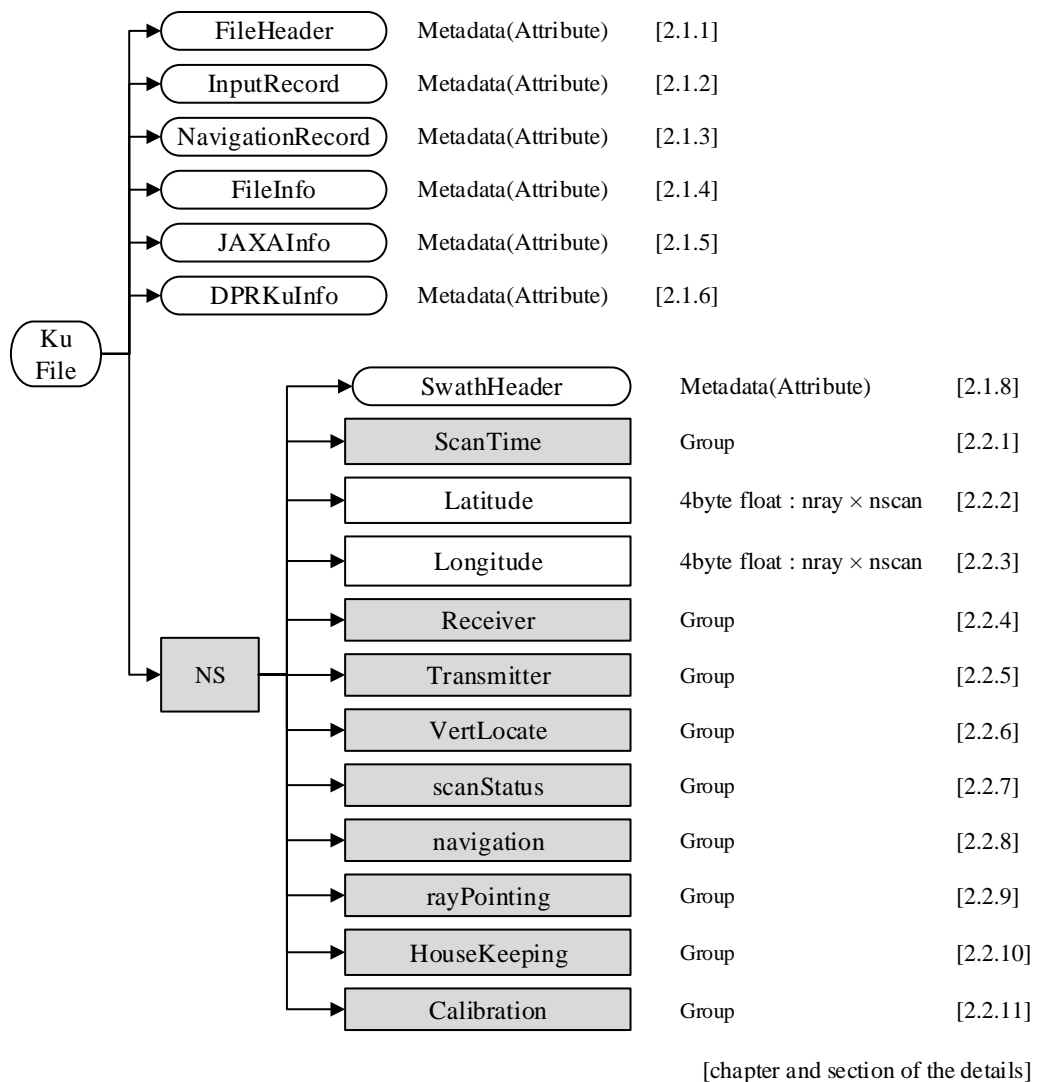 FileHeader Metadata(Attribute) [2.1.1]
InputRecord Metadata(Attribute) [2.1.2]
NavigationRecord Metadata(Attribute) [2.1.3]
FileInfo Metadata(Attribute) [2.1.4]
JAXAInfo Metadata(Attribute) [2.1.5]
DPRKuInfo Metadata(Attribute) [2.1.6]
Ku
File
SwathHeader Metadata(Attribute) [2.1.8]
ScanTime Group [2.2.1]
Latitude 4byte float : nray × nscan [2.2.2]
Longitude 4byte float : nray × nscan [2.2.3]
Receiver Group [2.2.4]
NS
Transmitter Group [2.2.5]
VertLocate Group [2.2.6]
scanStatus Group [2.2.7]
navigation Group [2.2.8]
rayPointing Group [2.2.9]
HouseKeeping Group [2.2.10]
Calibration Group [2.2.11]
[chapter and section of the details]